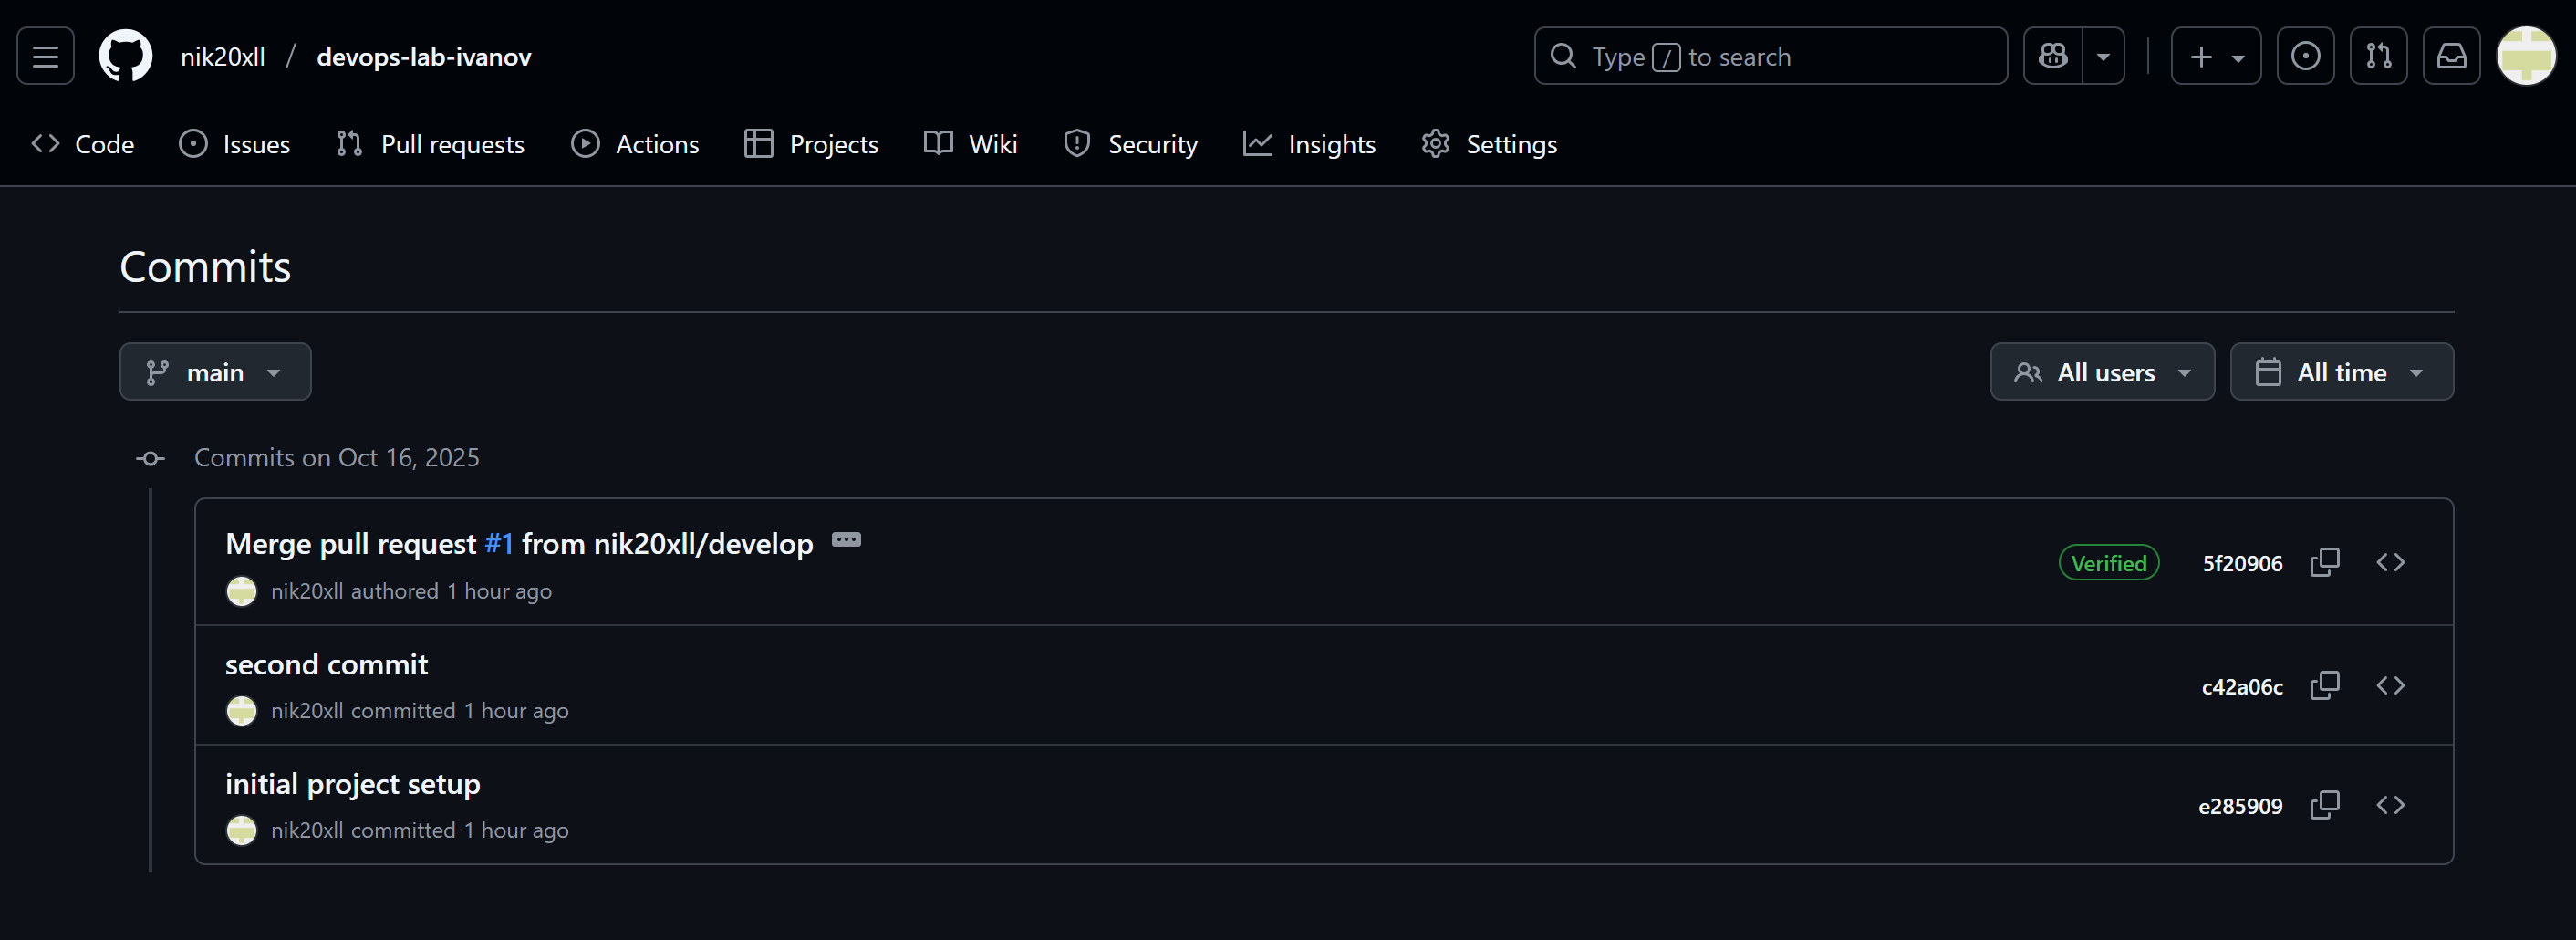 nik20xll / devops-lab-ivanov
Type / to search
Code Issues Pull requests Actions Projects Wiki Security Insights Settings
Commits
main All users All time
Commits on Oct 16, 2025
Merge pull request #1 from nik20xll/develop
Verified 5f20906
nik20xll authored 1 hour ago
second commit
c42a06c
nik20xll committed 1 hour ago
initial project setup
e285909
nik20xll committed 1 hour ago